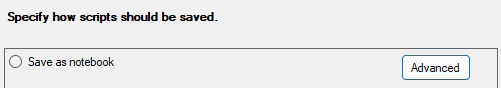 Specify how scripts should be saved.
Save as notebook
Advanced